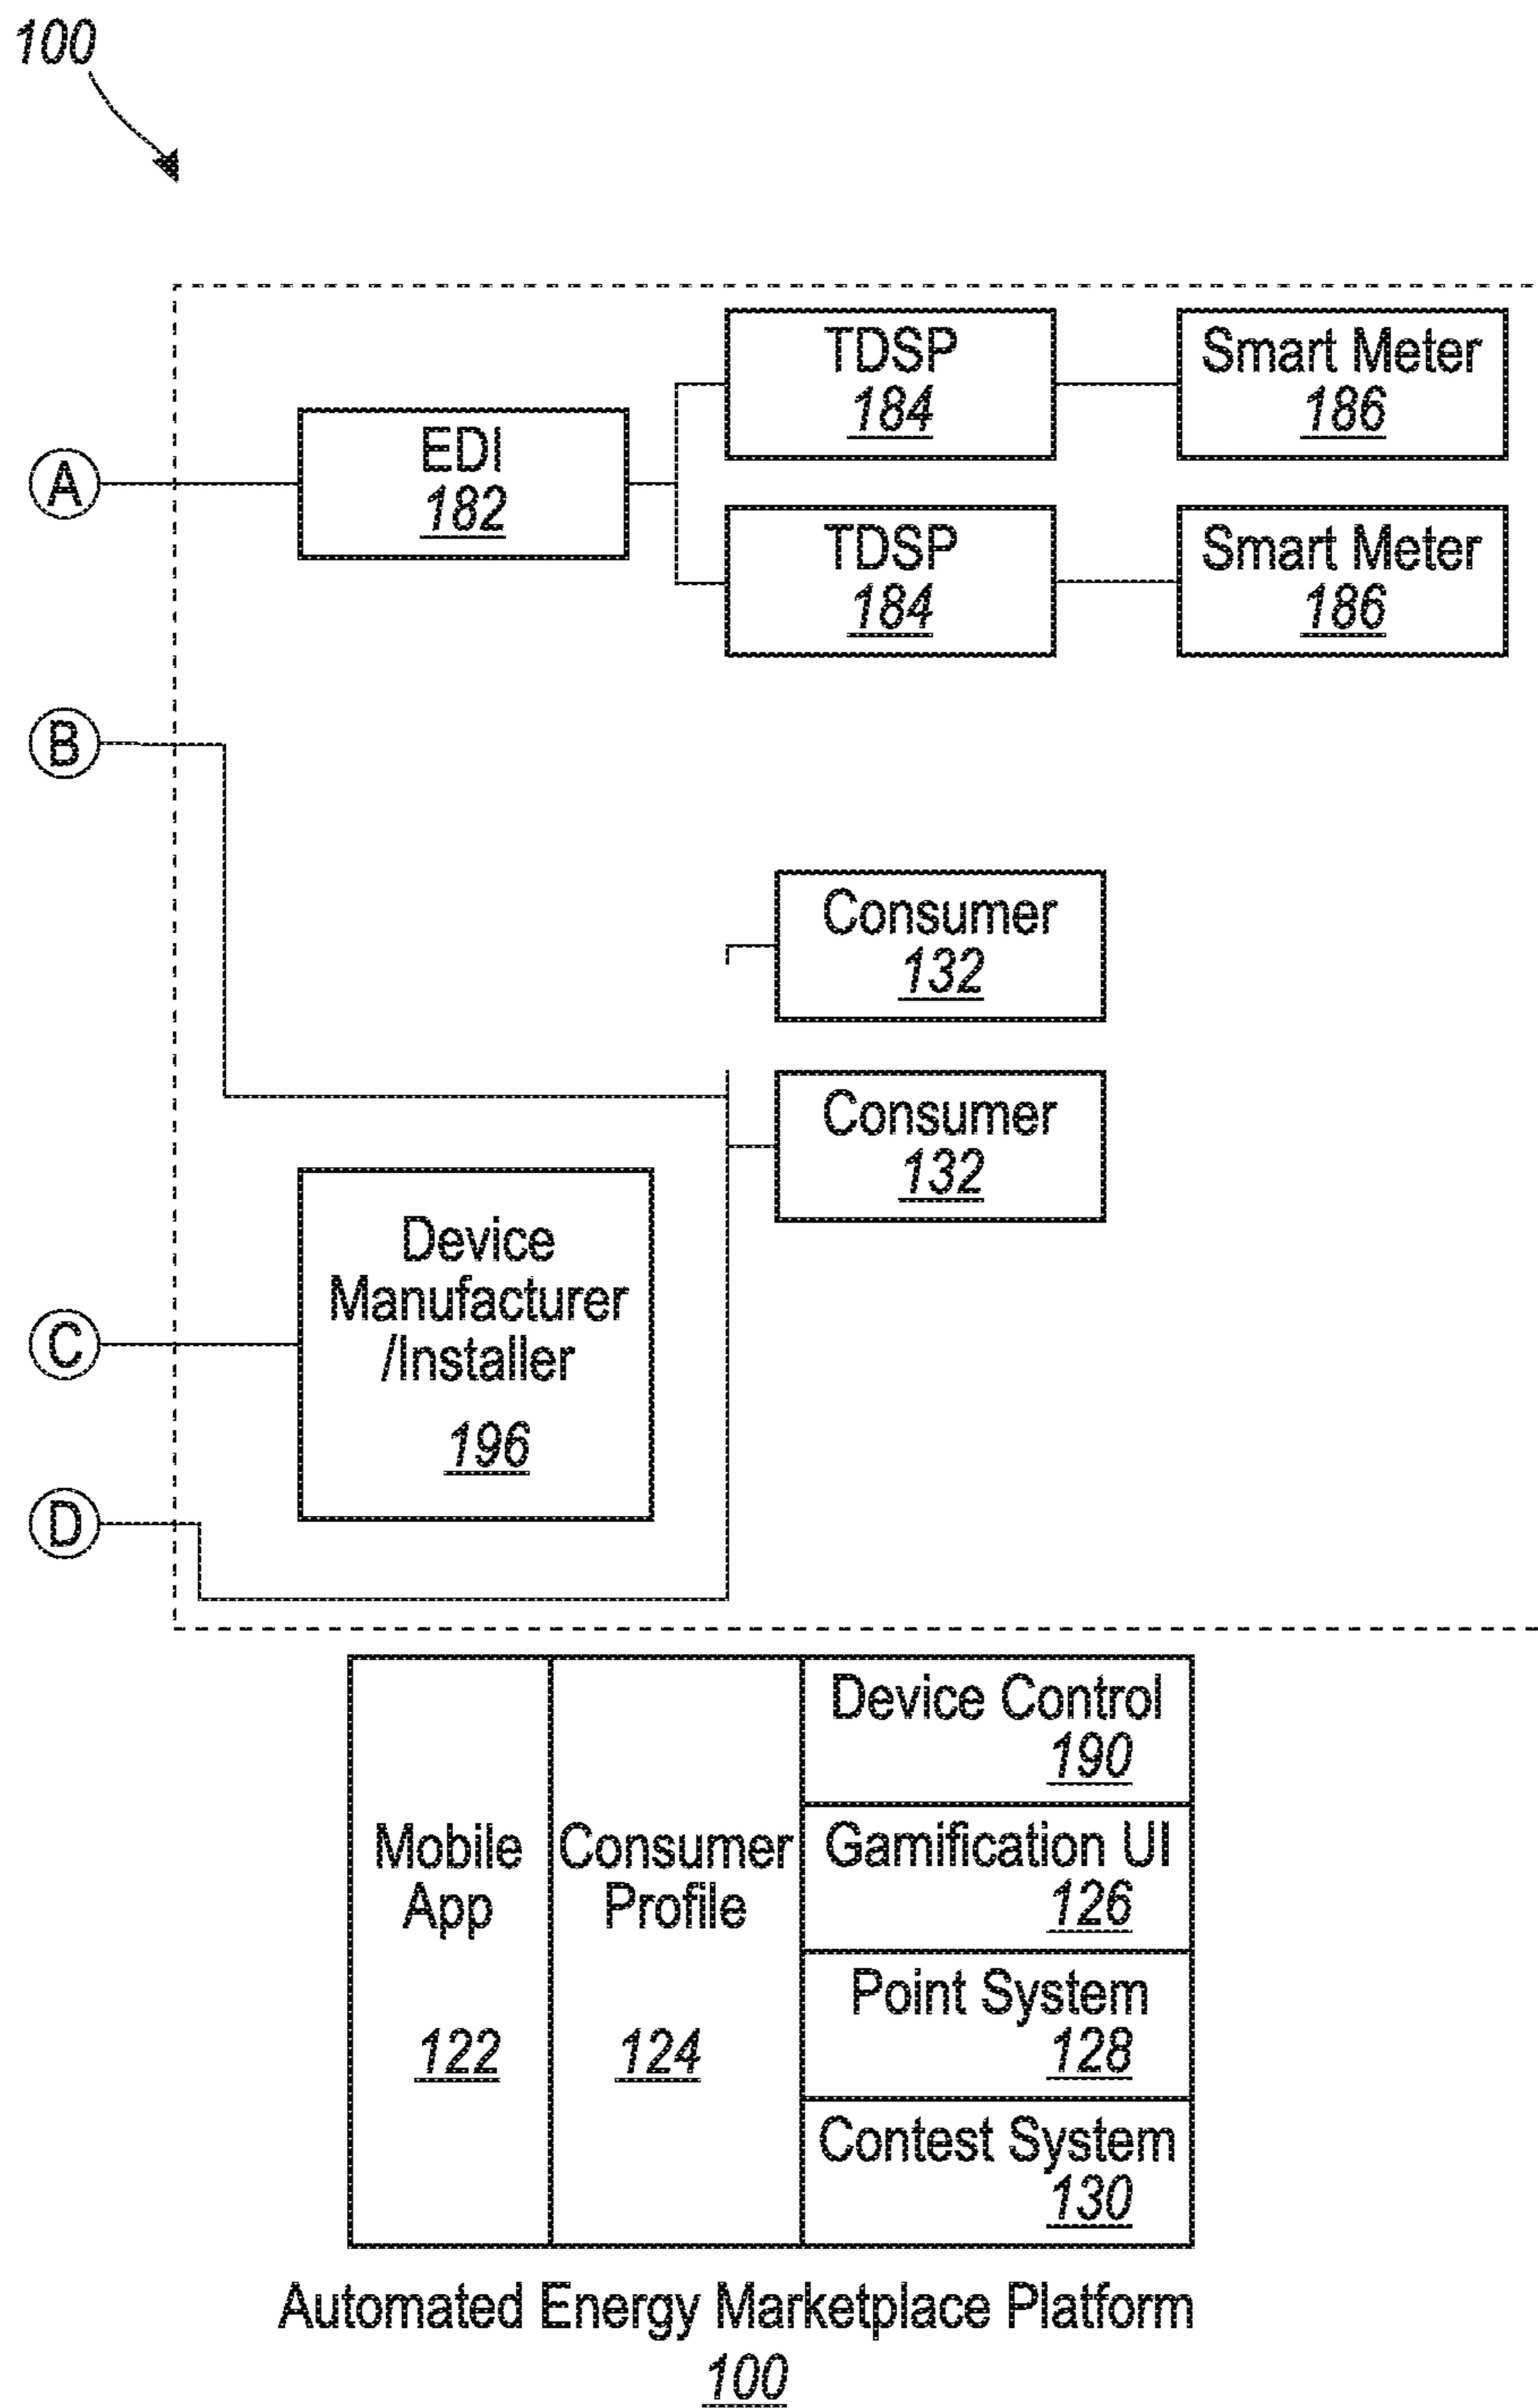 100
TDSP
184
Smart Meter
186
A
EDI
182
TDSP
184
Smart Meter
186
B
Consumer
132
Consumer
132
C
Device
Manufacturer
/Installer
196
D
Mobile
App
122
Consumer
Profile
124
Device Control
190
Gamification UI
126
Point System
128
Contest System
130
Automated Energy Marketplace Platform
100